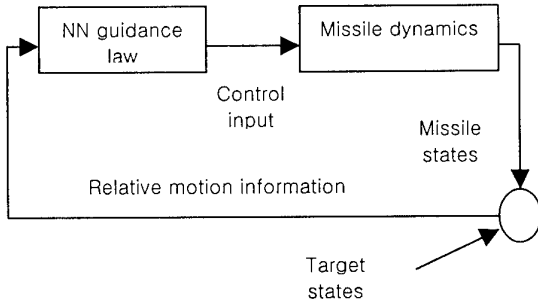 NN guidance
law
Missile dynamics
Control
input
Missile
states
Relative motion information
Target
states